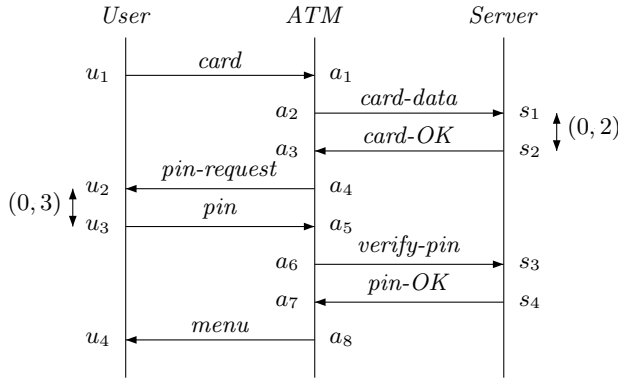 User ATM Server
u1 card a1
a2 card-data s1
(0, 2)
a3 card-OK s2
u2 pin-request a4
(0, 3)
u3 pin a5
a6 verify-pin s3
a7 pin-OK s4
u4 menu a8